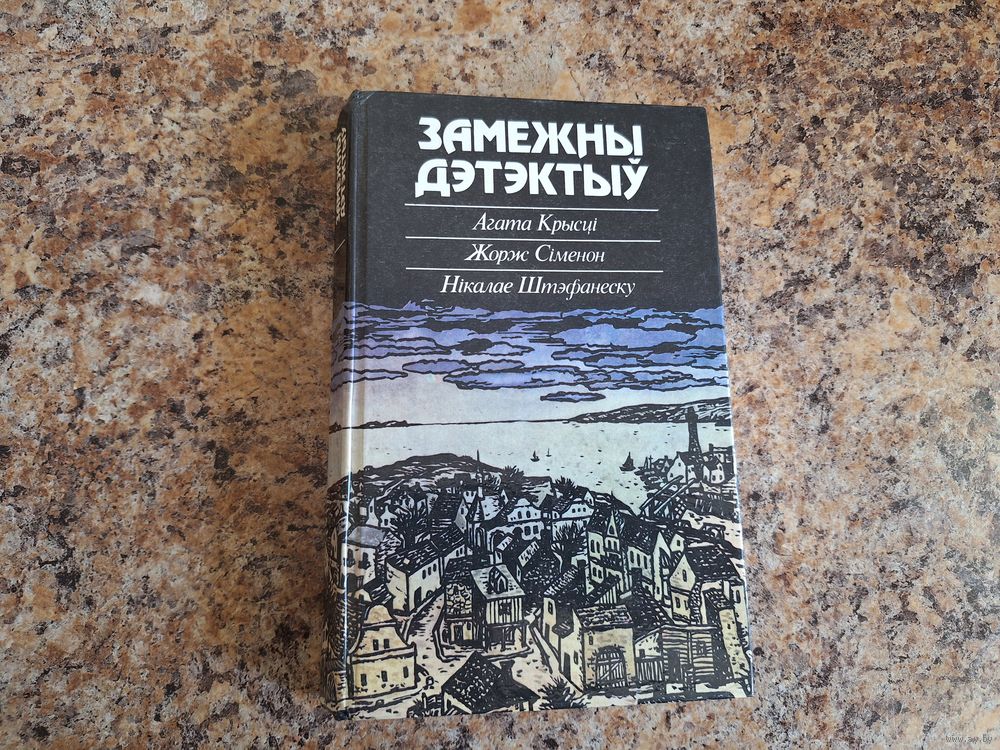 ЗАМЕЖНЫ
ДЭТЭКТЫЎ
Агата Крысці
Жорж Сіменон
Нікалае Штэфанеску